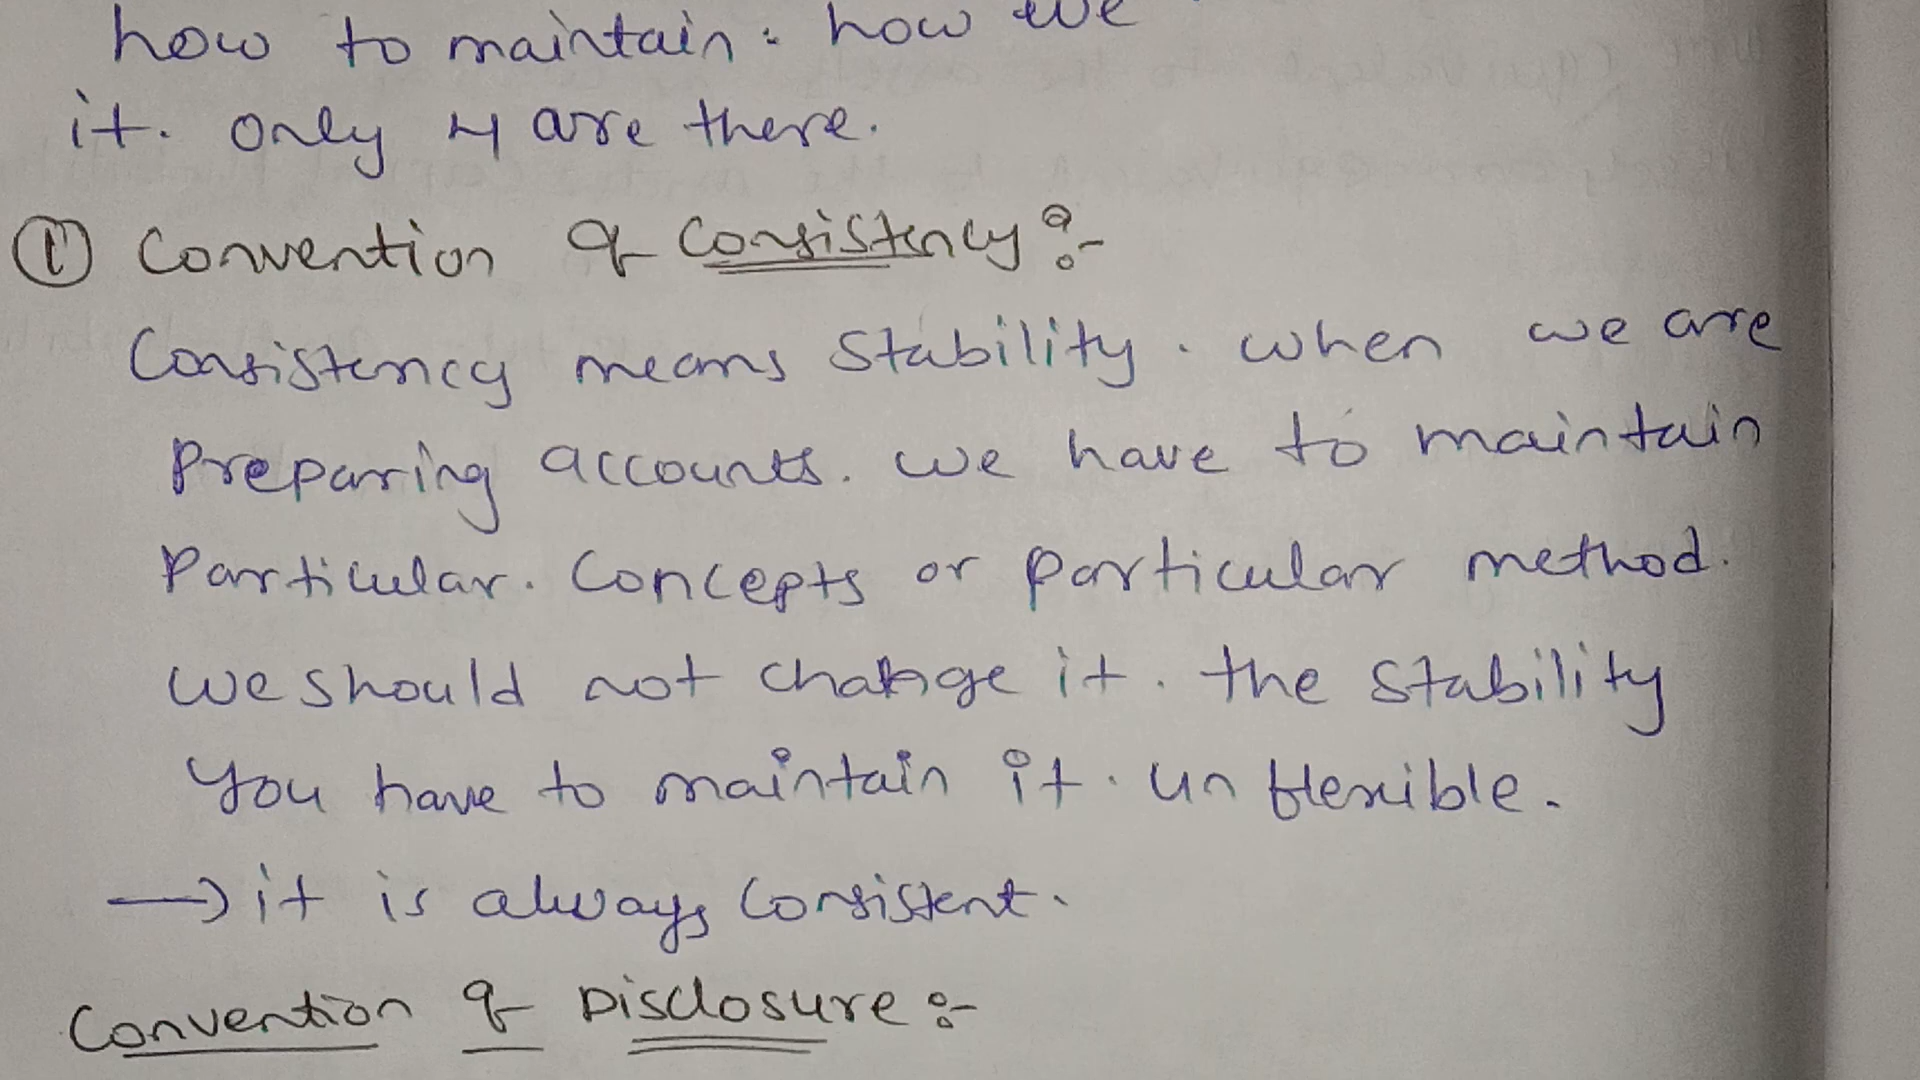 how to maintain: how we
it. only 4 are there.
① Convention of Consistency:-
Consistency means Stability. when we are
Preparing accounts. we have to maintain
Particular. Concepts or particular method.
we should not change it. the stability
You have to maintain it. un flexible.
→ it is always Consistent.
Convention of Disclosure:-